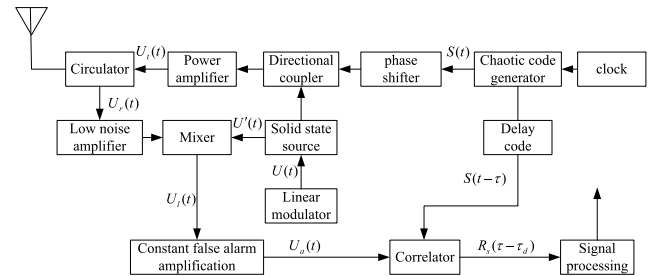 U_t(t)
S(t)
Circulator
Power
amplifier
Directional
coupler
phase
shifter
Chaotic code
generator
clock
U_r(t)
U'(t)
Low noise
amplifier
Mixer
Solid state
source
Delay
code
U(t)
S(t−τ)
U_l(t)
Linear
modulator
Constant false alarm
amplification
U_a(t)
Correlator
R_s(τ−τ_d)
Signal
processing